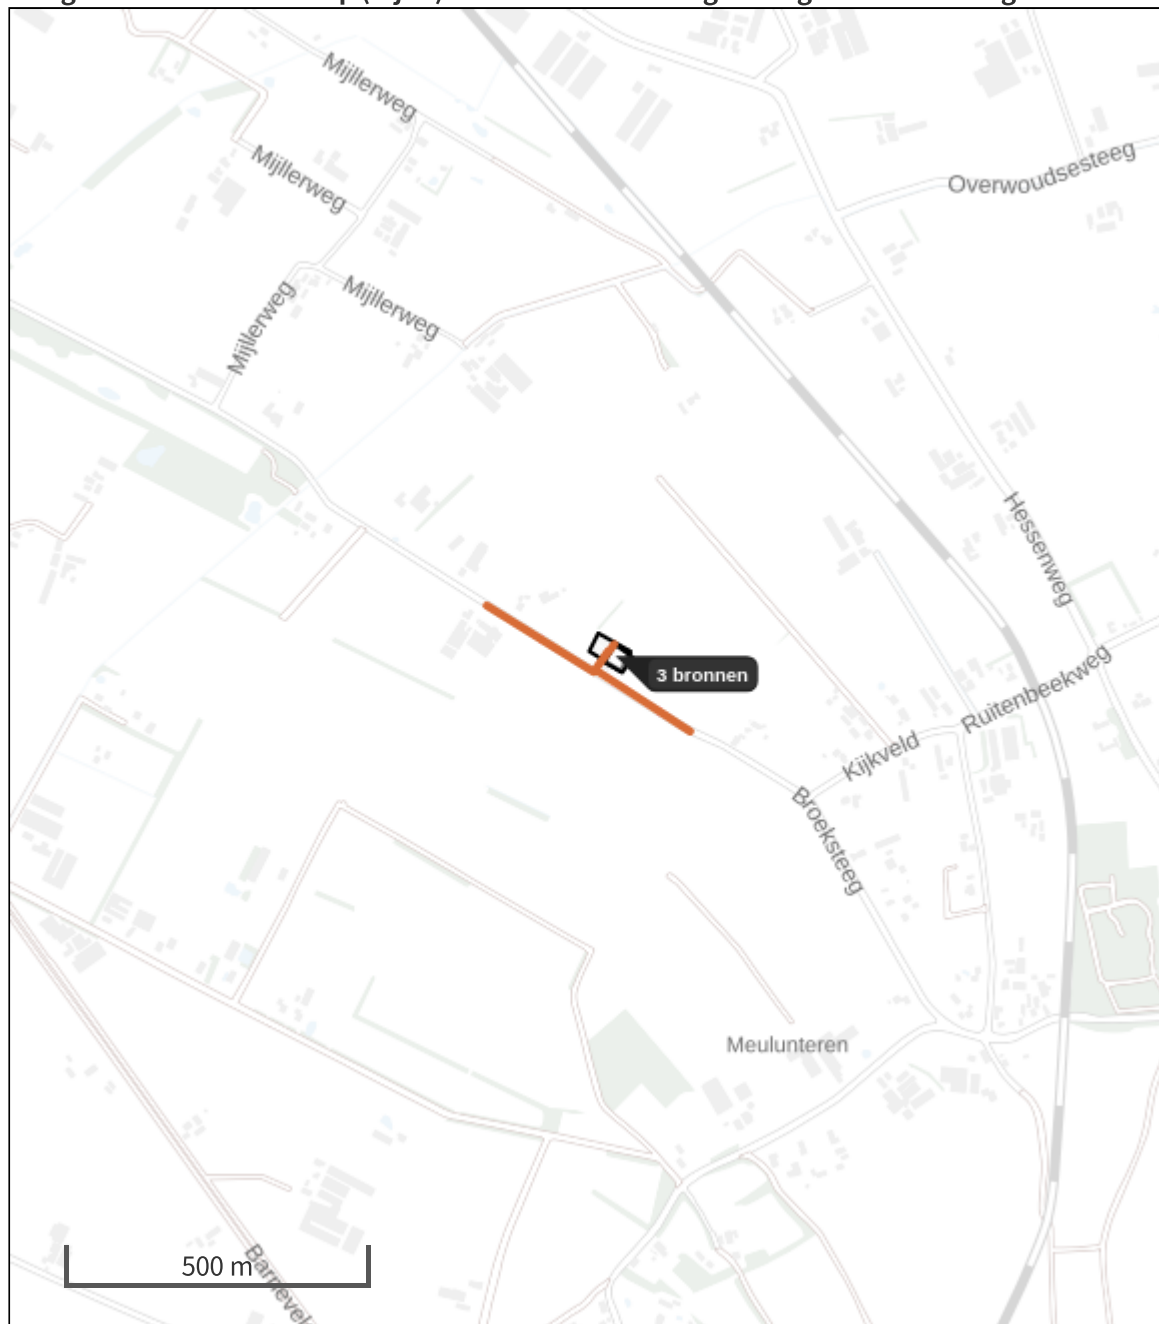 Mijllerweg
Mijllerweg
Overwoudsesteeg
Mijllerweg
Mijllerweg
Hessenweg
3 bronnen
Ruitenbeekweg
Kijkveld
Broeksteeg
Meulunteren
500 m